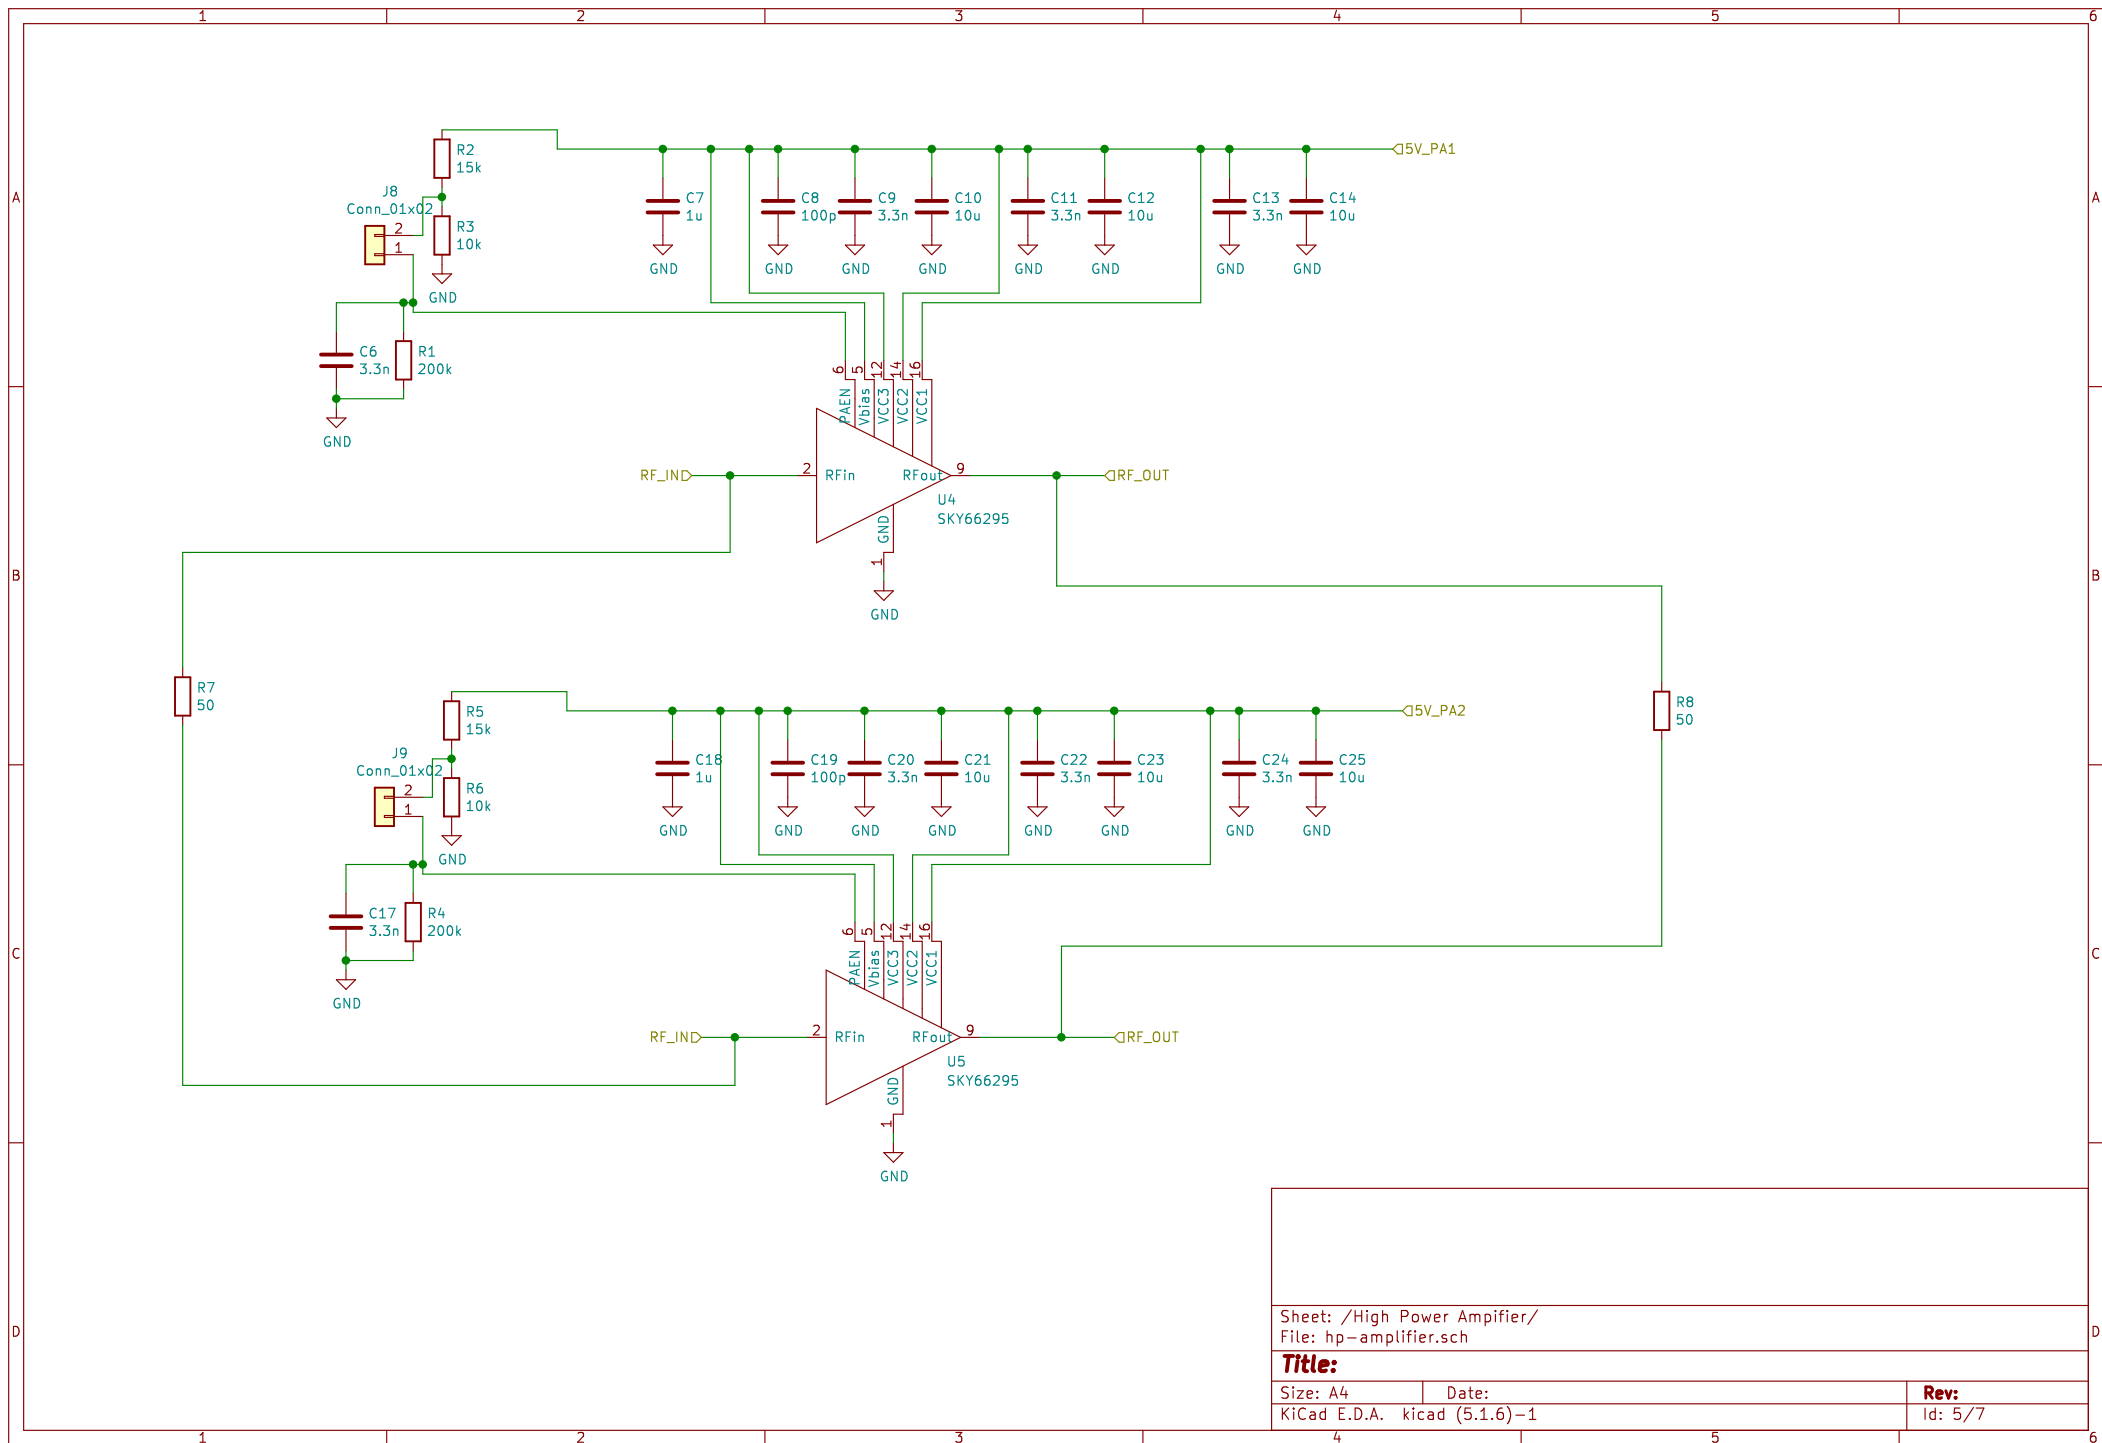 1 2 3 4 5 6
A
A
R2
15k
5V_PA1
J8
Conn_01x02
2
1
R3
10k
GND
C7
1u
GND
C8
100p
GND
C9
3.3n
GND
C10
10u
GND
C11
3.3n
GND
C12
10u
GND
C13
3.3n
GND
C14
10u
GND
C6
3.3n
R1
200k
GND
6 5 12 14 16
PAEN Vbias VCC3 VCC2 VCC1
RF_IN
2
RFin
RFout
9
RF_OUT
U4
SKY66295
GND
1
GND
B
B
R7
50
R8
50
R5
15k
5V_PA2
J9
Conn_01x02
2
1
R6
10k
GND
C18
1u
GND
C19
100p
GND
C20
3.3n
GND
C21
10u
GND
C22
3.3n
GND
C23
10u
GND
C24
3.3n
GND
C25
10u
GND
C
C
C17
3.3n
R4
200k
GND
6 5 12 14 16
PAEN Vbias VCC3 VCC2 VCC1
RF_IN
2
RFin
RFout
9
RF_OUT
U5
SKY66295
GND
1
GND
D
D
Sheet: /High Power Ampifier/
File: hp-amplifier.sch
Title:
Size: A4
Date:
Rev:
KiCad E.D.A. kicad (5.1.6)-1
Id: 5/7
1 2 3 4 5 6